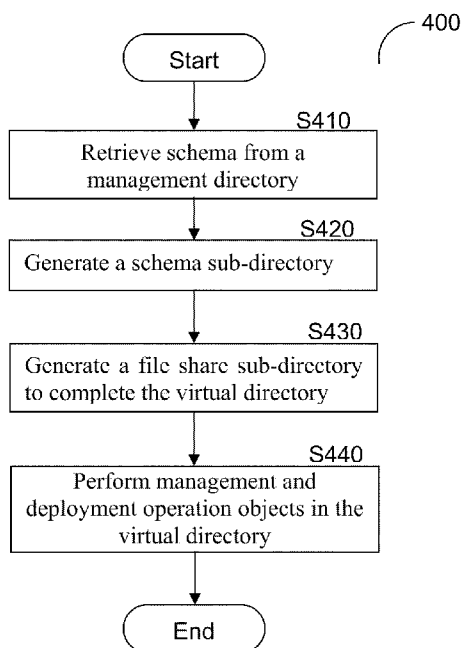 400
Start
S410
Retrieve schema from a
management directory
S420
Generate a schema sub-directory
S430
Generate a file share sub-directory
to complete the virtual directory
S440
Perform management and
deployment operation objects in the
virtual directory
End